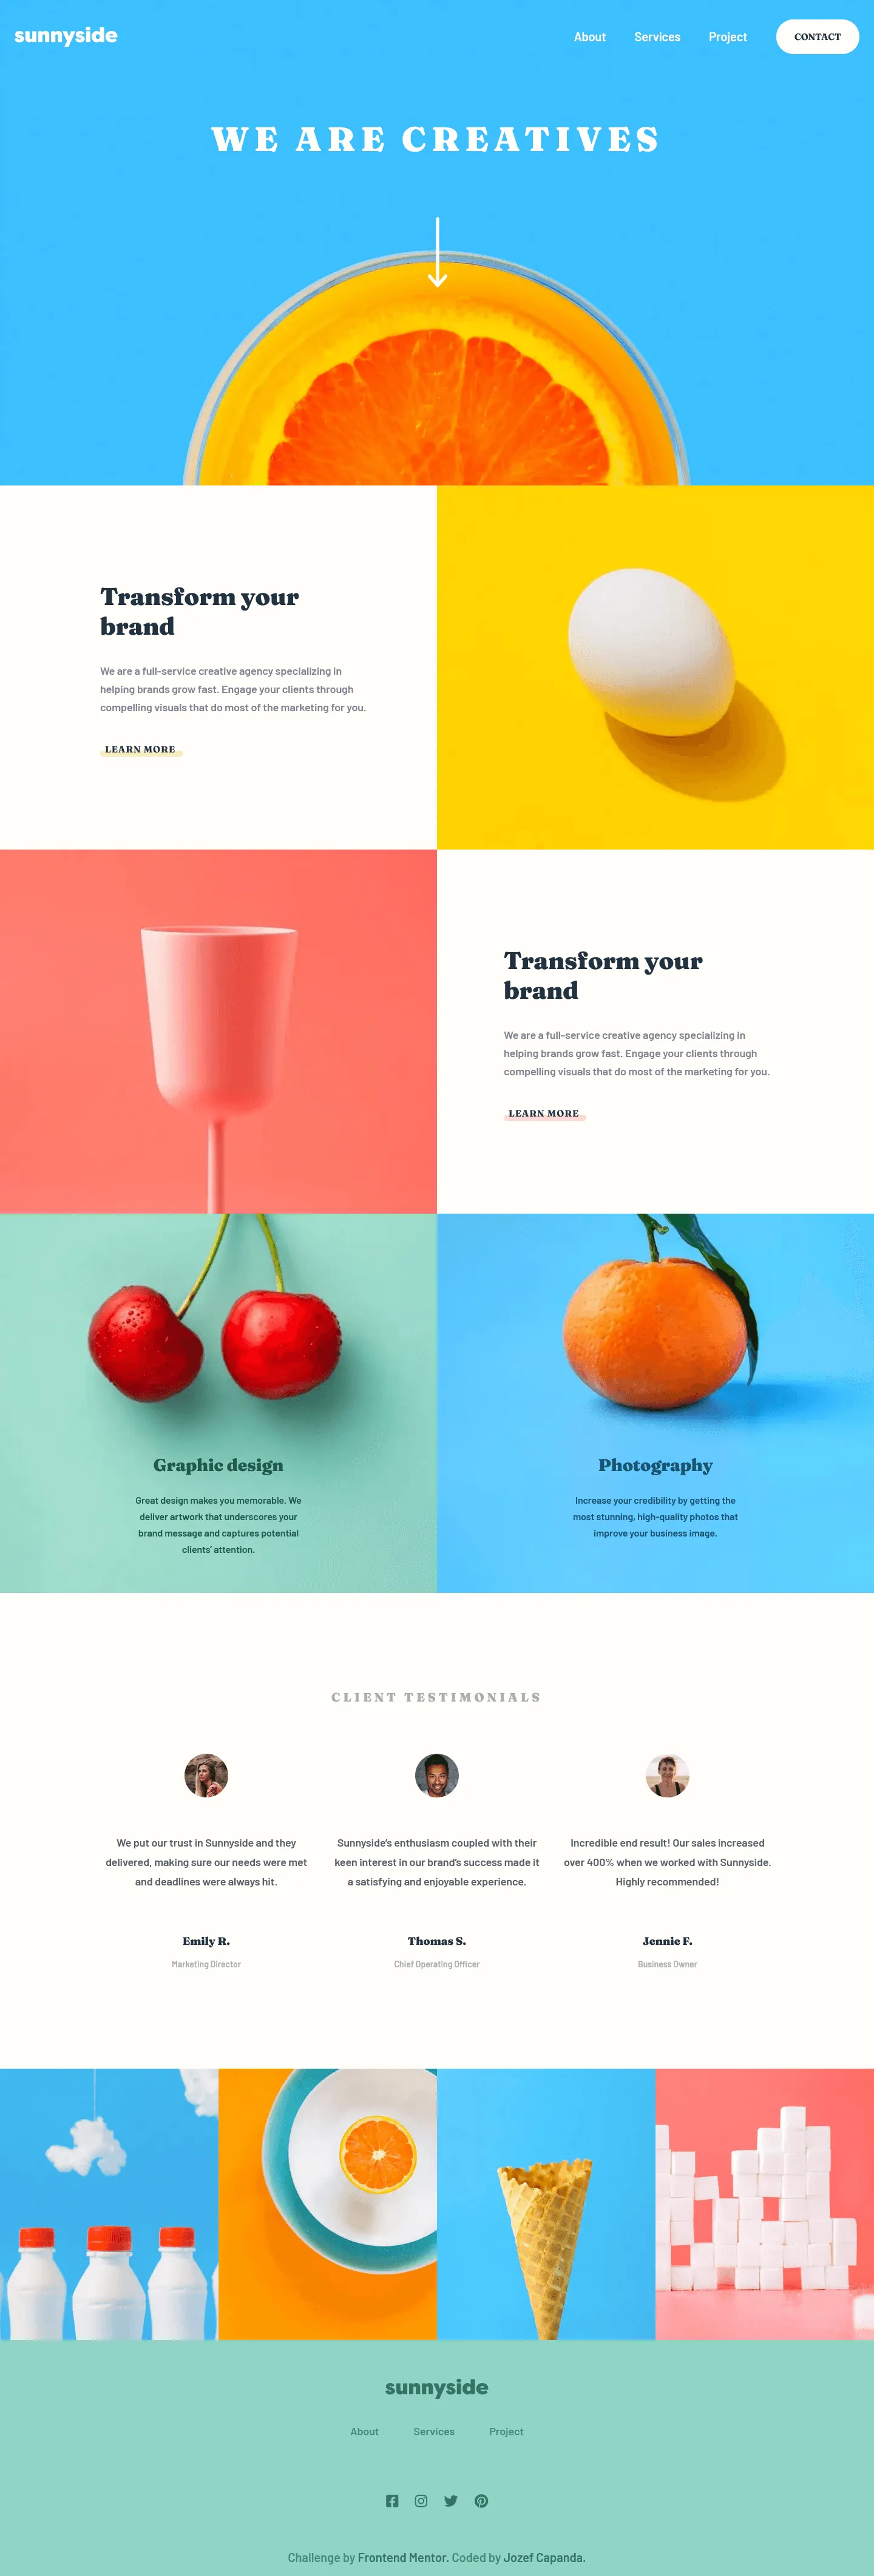 sunnyside
About Services Project CONTACT
WE ARE CREATIVES
Transform your
brand
We are a full-service creative agency specializing in
helping brands grow fast. Engage your clients through
compelling visuals that do most of the marketing for you.
LEARN MORE
Transform your
brand
We are a full-service creative agency specializing in
helping brands grow fast. Engage your clients through
compelling visuals that do most of the marketing for you.
LEARN MORE
Graphic design
Great design makes you memorable. We
deliver artwork that underscores your
brand message and captures potential
clients’ attention.
Photography
Increase your credibility by getting the
most stunning, high-quality photos that
improve your business image.
CLIENT TESTIMONIALS
We put our trust in Sunnyside and they
delivered, making sure our needs were met
and deadlines were always hit.
Emily R.
Marketing Director
Sunnyside’s enthusiasm coupled with their
keen interest in our brand’s success made it
a satisfying and enjoyable experience.
Thomas S.
Chief Operating Officer
Incredible end result! Our sales increased
over 400% when we worked with Sunnyside.
Highly recommended!
Jennie F.
Business Owner
sunnyside
About Services Project
Challenge by Frontend Mentor. Coded by Jozef Capanda.